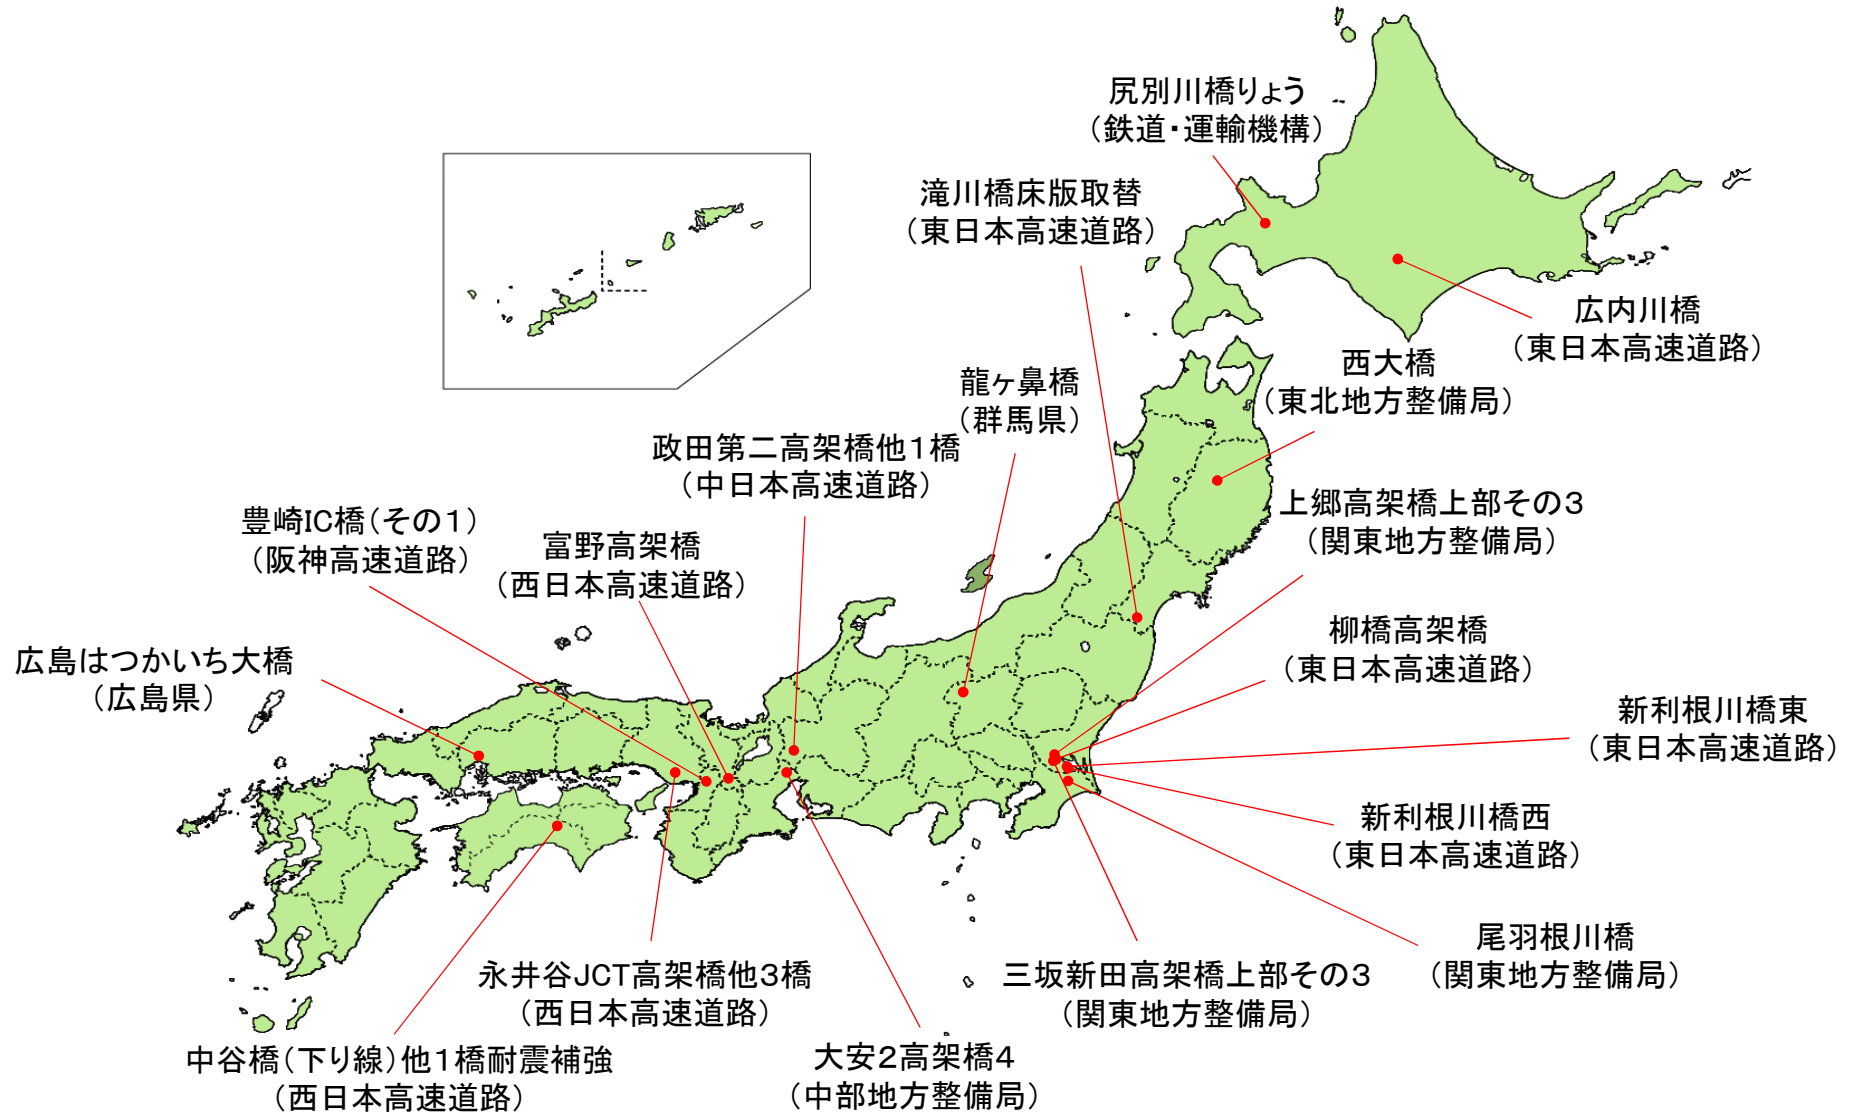 尻別川橋りょう
（鉄道・運輸機構）
滝川橋床版取替
（東日本高速道路）
広内川橋
（東日本高速道路）
西大橋
（東北地方整備局）
龍ヶ鼻橋
（群馬県）
政田第二高架橋他１橋
（中日本高速道路）
上郷高架橋上部その３
（関東地方整備局）
豊崎IC橋（その１）
（阪神高速道路）
富野高架橋
（西日本高速道路）
柳橋高架橋
（東日本高速道路）
広島はつかいち大橋
（広島県）
新利根川橋東
（東日本高速道路）
新利根川橋西
（東日本高速道路）
尾羽根川橋
（関東地方整備局）
永井谷JCT高架橋他３橋
（西日本高速道路）
三坂新田高架橋上部その３
（関東地方整備局）
中谷橋（下り線）他１橋耐震補強
（西日本高速道路）
大安２高架橋４
（中部地方整備局）